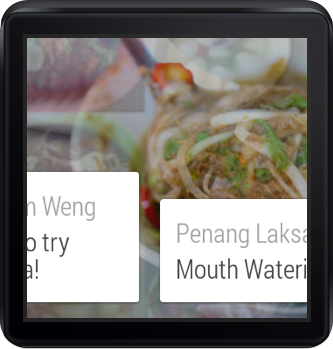 n Weng
o try
a!
Penang Laksa
Mouth Wateri